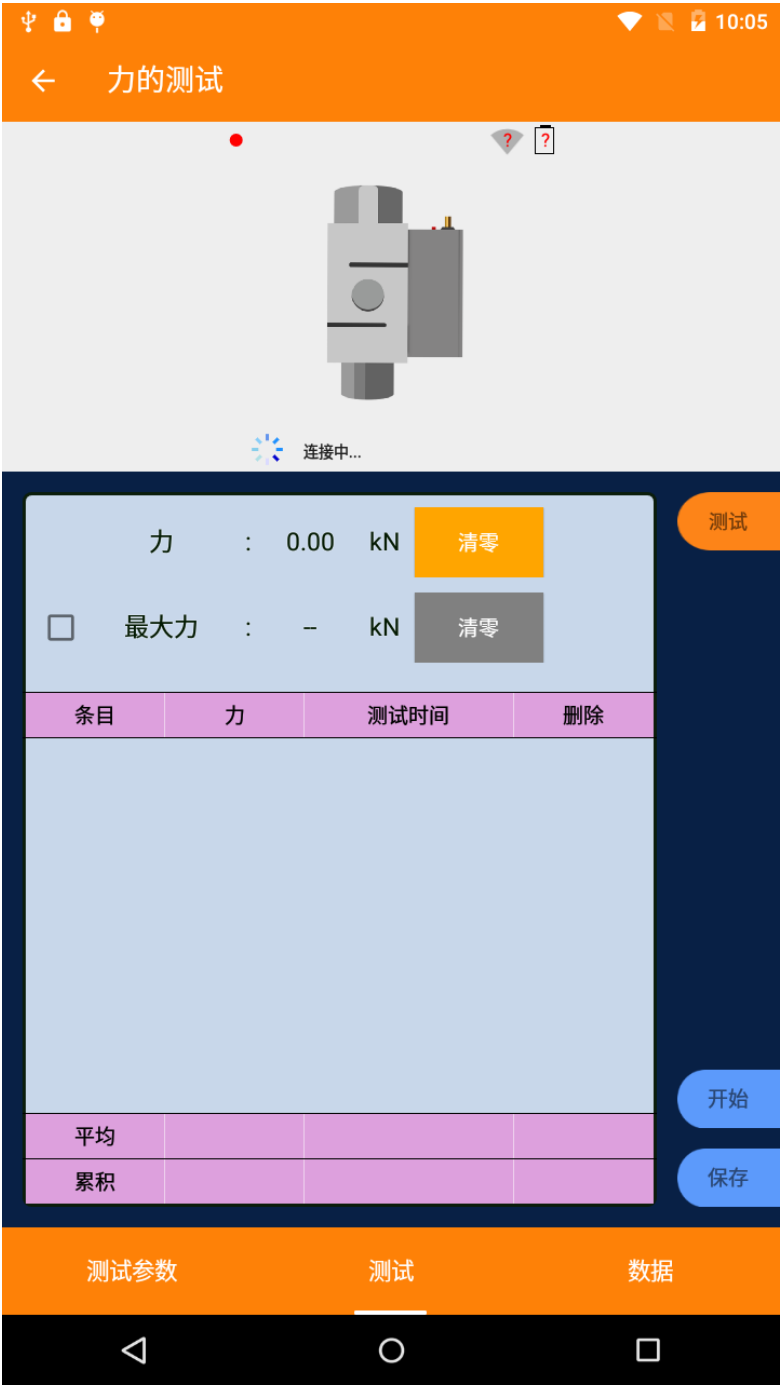 10:05
力的测试
? ?
连接中...
力 : 0.00 kN 清零
测试
最大力 : -- kN 清零
条目 力 测试时间 删除
开始
平均
保存
累积
测试参数 测试 数据